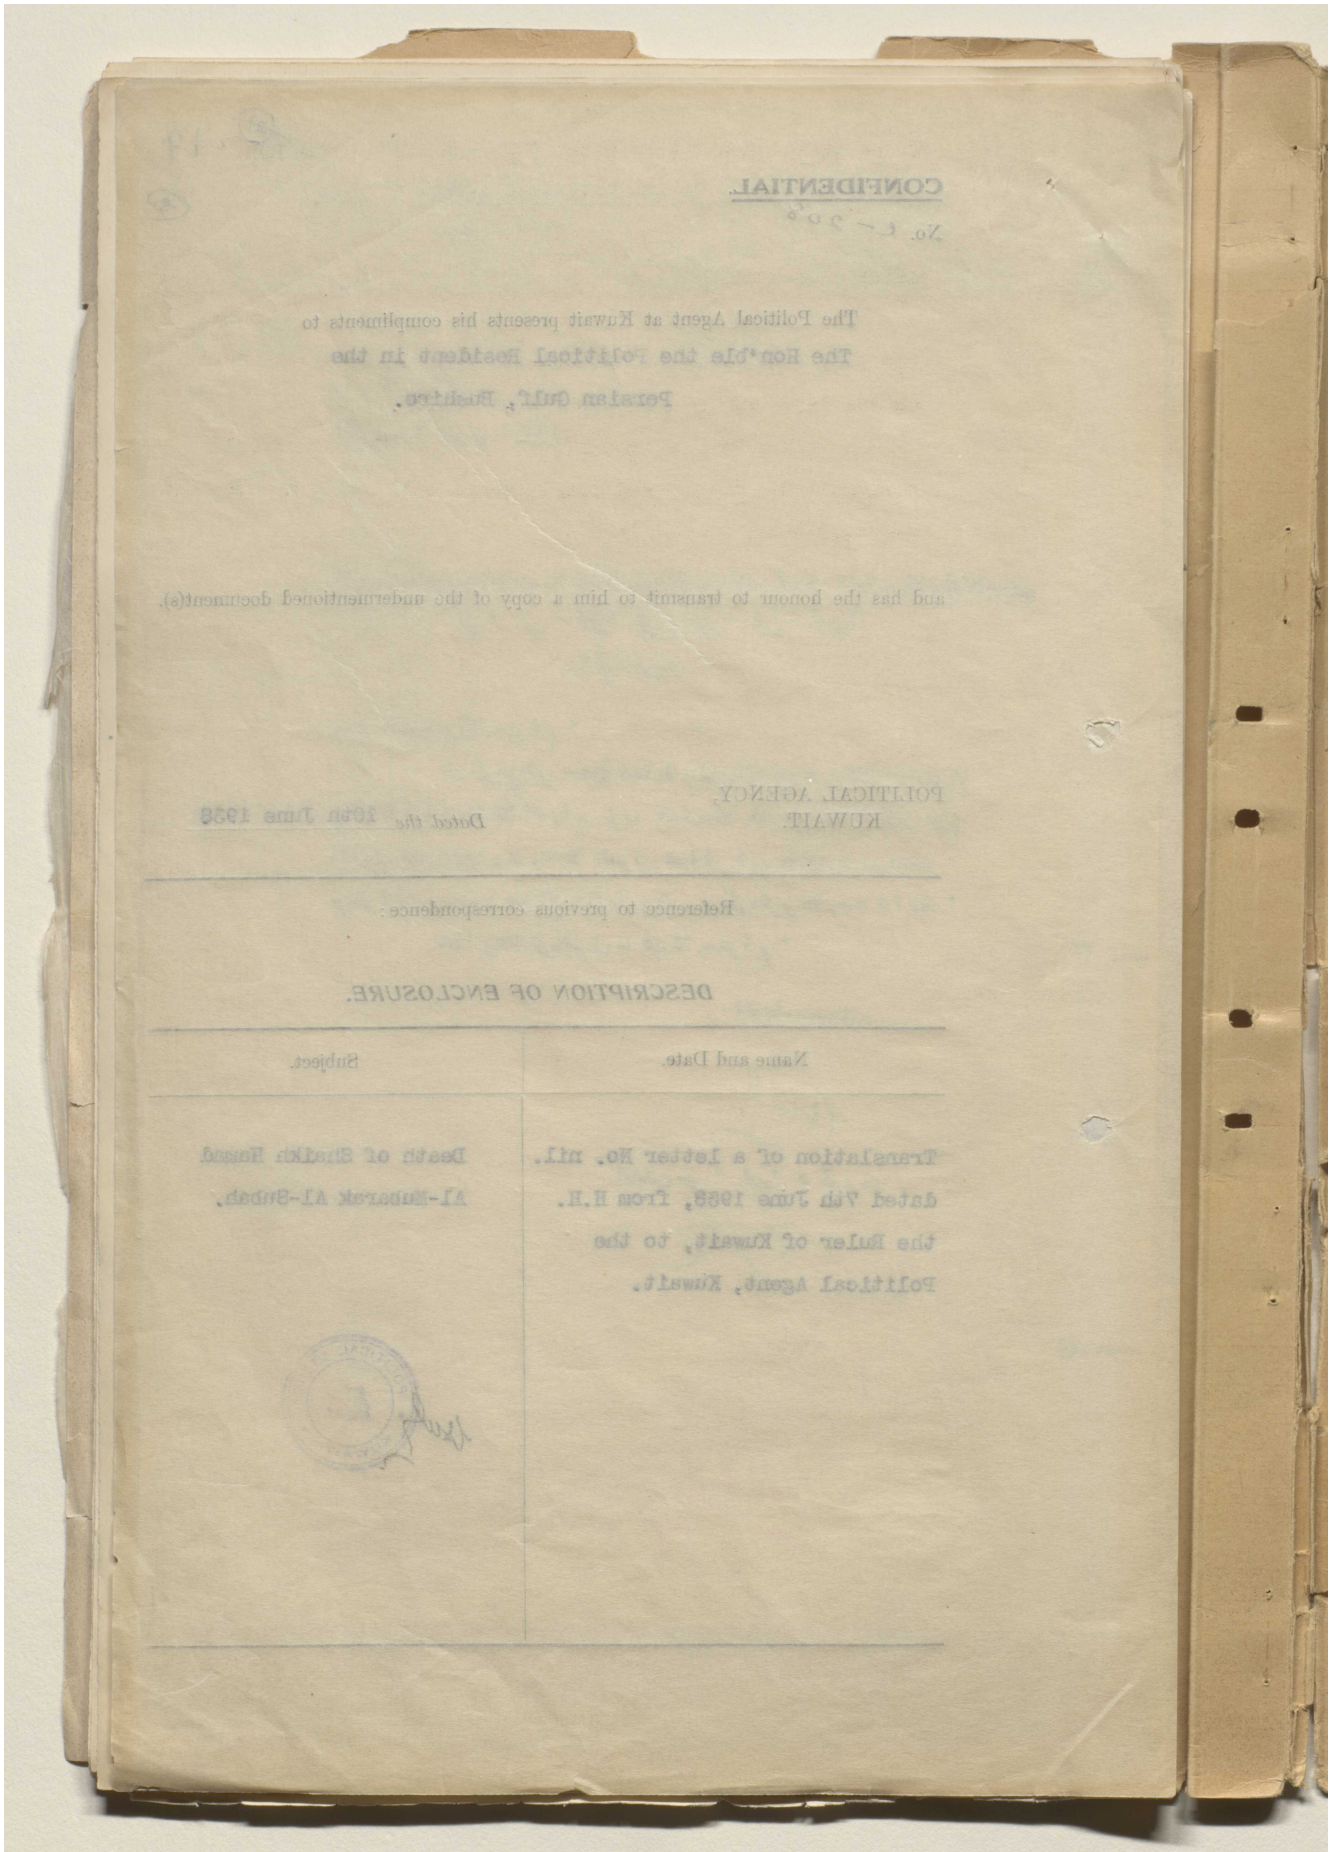 CONFIDENTIAL.
No.
The Political Agent at Kuwait presents his compliments to
The Hon'ble the Political Resident in the
Persian Gulf, Bushire.
and has the honour to transmit to him a copy of the undermentioned document(s).
POLITICAL AGENCY,
KUWAIT.
Dated the 10th June 1938
Reference to previous correspondence:
DESCRIPTION OF ENCLOSURE.
Name and Date.
Subject.
Translation of a letter No. nil.
dated 7th June 1938, from H.H.
the Ruler of Kuwait, to the
Political Agent, Kuwait.
Death of Shaikh Hamad
Al-Mubarak Al-Subah.